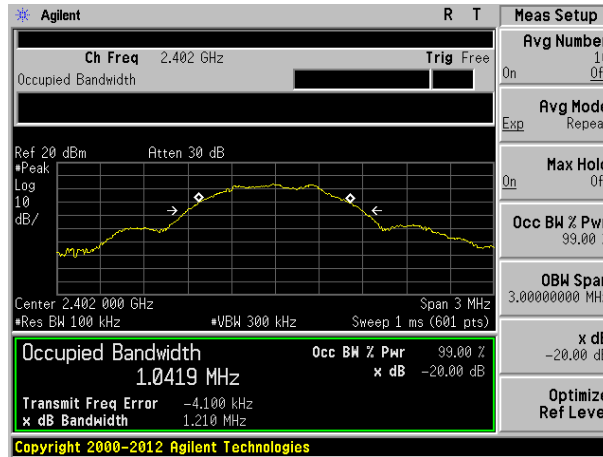 Agilent R T
Ch Freq 2.402 GHz Trig Free
Occupied Bandwidth
Ref 20 dBm Atten 30 dB
#Peak
Log
10
dB/
Center 2.402 000 GHz Span 3 MHz
#Res BW 100 kHz #VBW 300 kHz Sweep 1 ms (601 pts)
Occupied Bandwidth Occ BW % Pwr 99.00 %
1.0419 MHz x dB -20.00 dB
Transmit Freq Error -4.100 kHz
x dB Bandwidth 1.210 MHz
Copyright 2000-2012 Agilent Technologies
Meas Setup
Avg Number
On
Avg Mode
Exp Repea
Max Hold
On Of
Occ BW % Pwr
99.00
OBW Span
3.00000000 MH
x dB
-20.00 d
Optimize
Ref Leve